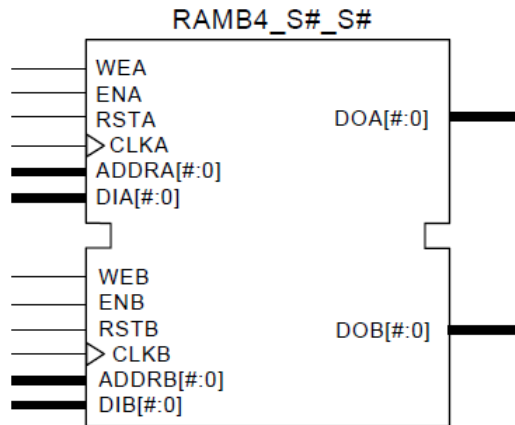 RAMB4_S#_S#
WEA
ENA
RSTA
DOA[#:0]
CLKA
ADDRA[#:0]
DIA[#:0]
WEB
ENB
RSTB
DOB[#:0]
CLKB
ADDRB[#:0]
DIB[#:0]